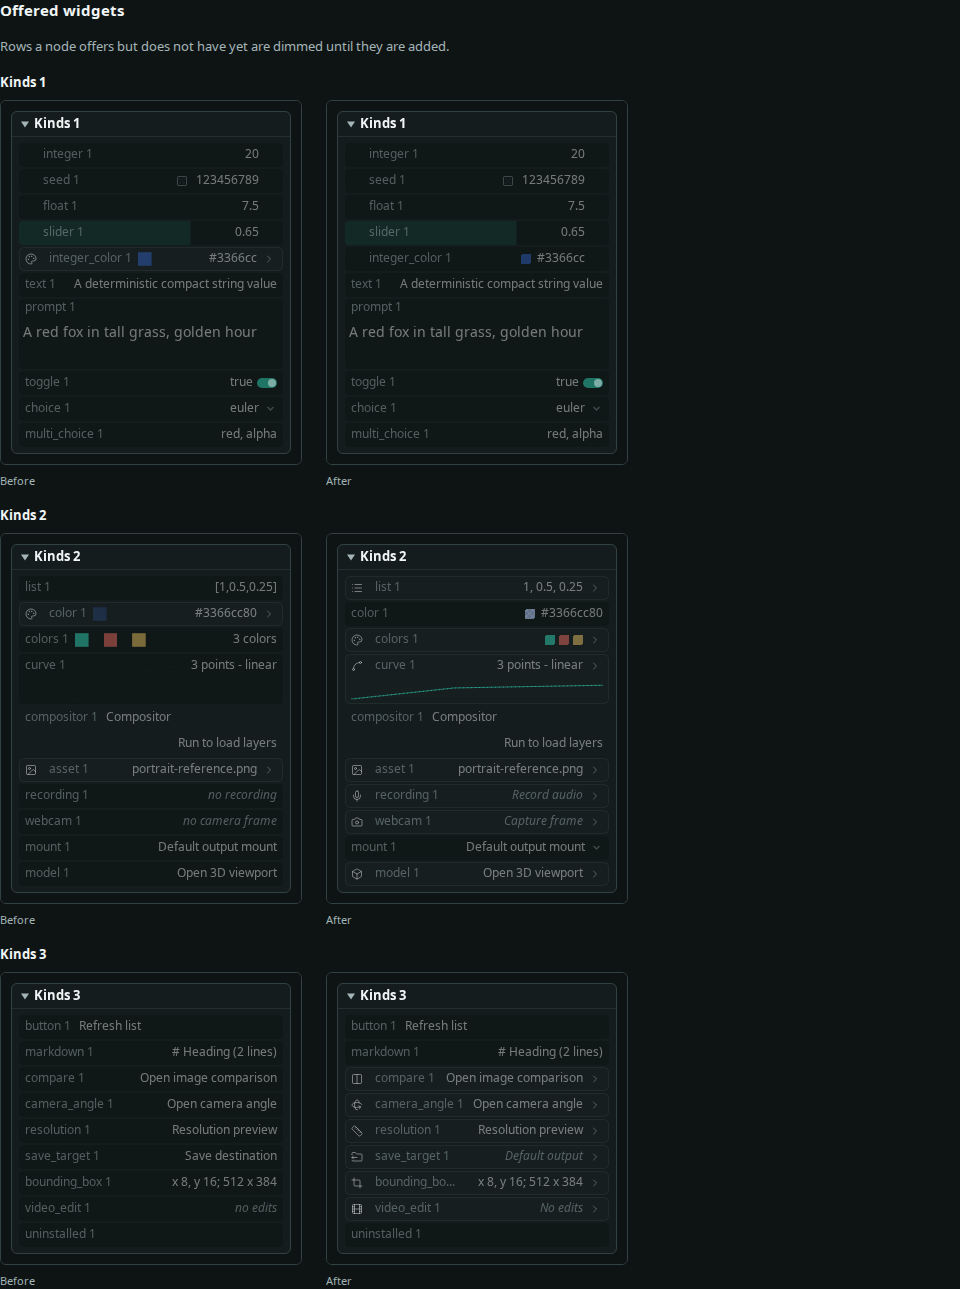 Offered widgets
Rows a node offers but does not have yet are dimmed until they are added.
Kinds 1
Kinds 1
integer 1 20
seed 1 123456789
float 1 7.5
slider 1 0.65
integer_color 1 #3366cc
text 1 A deterministic compact string value
prompt 1
A red fox in tall grass, golden hour
toggle 1 true
choice 1 euler
multi_choice 1 red, alpha
Before
Kinds 1
integer 1 20
seed 1 123456789
float 1 7.5
slider 1 0.65
integer_color 1 #3366cc
text 1 A deterministic compact string value
prompt 1
A red fox in tall grass, golden hour
toggle 1 true
choice 1 euler
multi_choice 1 red, alpha
After
Kinds 2
Kinds 2
list 1 [1,0.5,0.25]
color 1 #3366cc80
colors 1 3 colors
curve 1 3 points - linear
compositor 1 Compositor
Run to load layers
asset 1 portrait-reference.png
recording 1 no recording
webcam 1 no camera frame
mount 1 Default output mount
model 1 Open 3D viewport
Before
Kinds 2
list 1 1, 0.5, 0.25
color 1 #3366cc80
colors 1
curve 1 3 points - linear
compositor 1 Compositor
Run to load layers
asset 1 portrait-reference.png
recording 1 Record audio
webcam 1 Capture frame
mount 1 Default output mount
model 1 Open 3D viewport
After
Kinds 3
Kinds 3
button 1 Refresh list
markdown 1 # Heading (2 lines)
compare 1 Open image comparison
camera_angle 1 Open camera angle
resolution 1 Resolution preview
save_target 1 Save destination
bounding_box 1 x 8, y 16; 512 x 384
video_edit 1 no edits
uninstalled 1
Before
Kinds 3
button 1 Refresh list
markdown 1 # Heading (2 lines)
compare 1 Open image comparison
camera_angle 1 Open camera angle
resolution 1 Resolution preview
save_target 1 Default output
bounding_bo... x 8, y 16; 512 x 384
video_edit 1 No edits
uninstalled 1
After